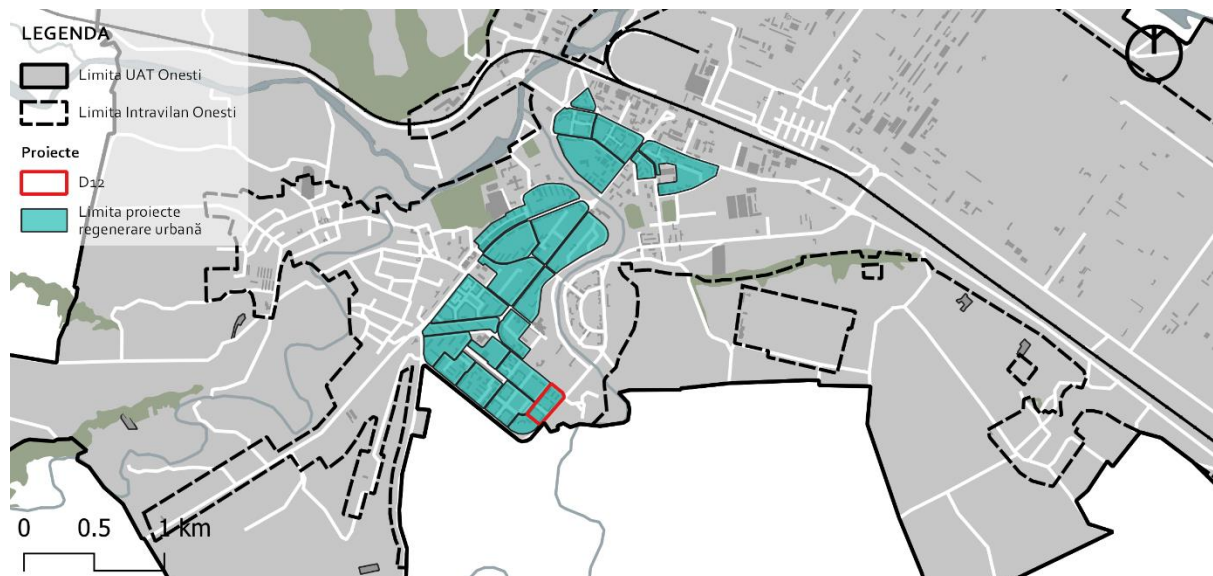 LEGENDA
Limita UAT Onesti
Limita Intravilan Onesti
Proiecte
D12
Limita proiecte
regenerare urbană
0 0.5 1 km